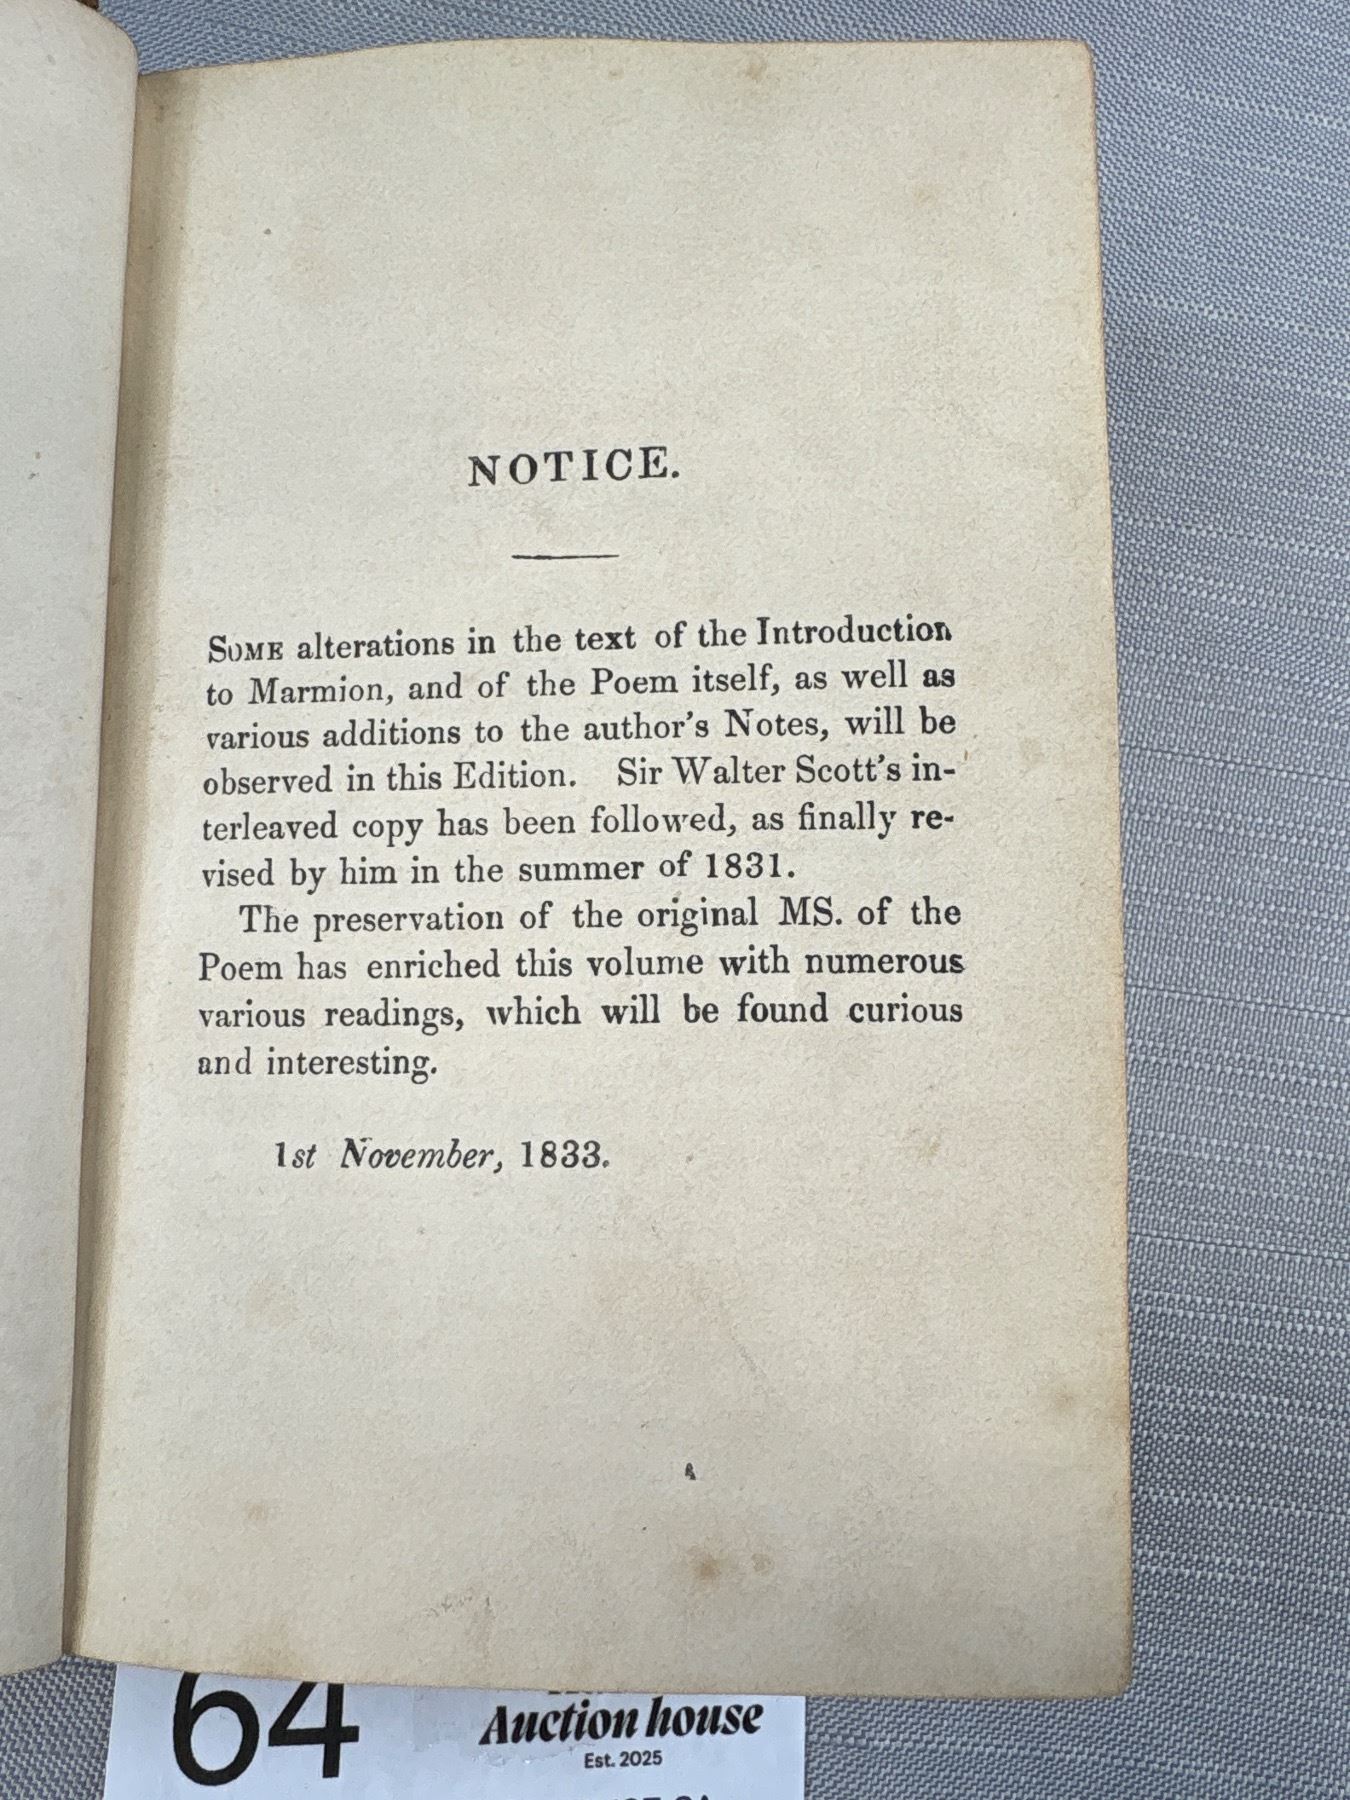 NOTICE.
SOME alterations in the text of the Introduction
to Marmion, and of the Poem itself, as well as
various additions to the author's Notes, will be
observed in this Edition. Sir Walter Scott's in-
terleaved copy has been followed, as finally re-
vised by him in the summer of 1831.
The preservation of the original MS. of the
Poem has enriched this volume with numerous
various readings, which will be found curious
and interesting.
1st November, 1833.
64
Auction house
Est. 2025